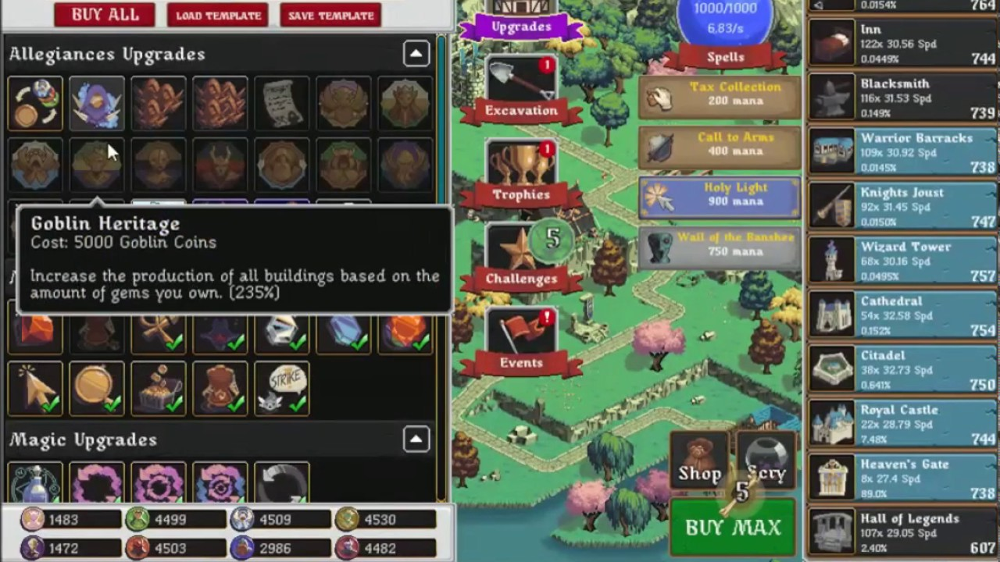 BUY ALL
LOAD TEMPLATE
SAVE TEMPLATE
Allegiances Upgrades
Goblin Heritage
Cost: 5000 Goblin Coins
Increase the production of all buildings based on the
amount of gems you own. (235%)
STRIKE
Magic Upgrades
1483
4499
4509
4530
1472
4503
2986
4482
Upgrades
1
Excavation
1
Trophies
5
Challenges
!
Events
1000/1000
6.83/s
Spells
Tax Collection
200 mana
Call to Arms
400 mana
Holy Light
900 mana
Wail of the Banshee
750 mana
Shop
Scry
5
BUY MAX
0.0154%
764
Inn
122x 30.56 Spd
0.0449%
744
Blacksmith
116x 31.53 Spd
0.149%
739
Warrior Barracks
109x 30.92 Spd
0.0145%
738
Knights Joust
92x 31.45 Spd
0.0150%
747
Wizard Tower
68x 30.16 Spd
0.0495%
757
Cathedral
54x 32.58 Spd
0.152%
754
Citadel
38x 32.73 Spd
0.641%
750
Royal Castle
22x 28.79 Spd
7.48%
744
Heaven's Gate
8x 27.4 Spd
89.0%
738
Hall of Legends
107x 29.05 Spd
2.40%
607